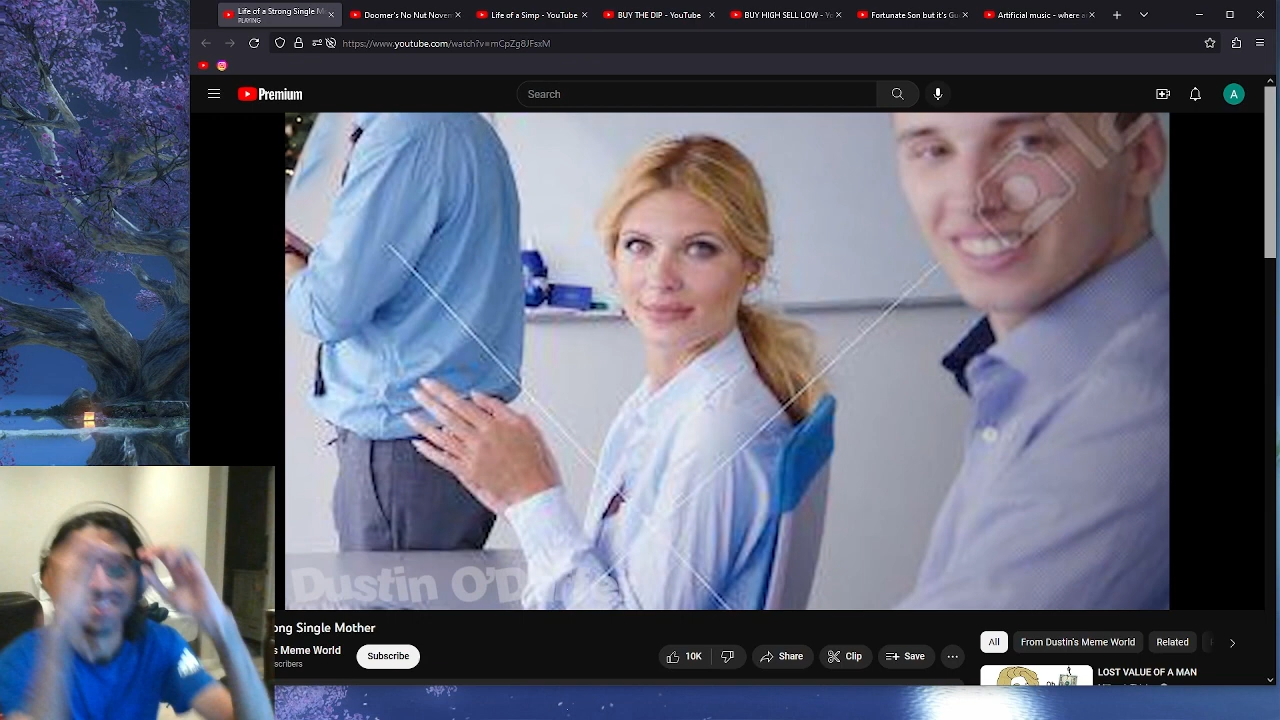 Life of a Strong Single M
PLAYING
Doomer's No Nut Novem
Life of a Simp - YouTube
BUY THE DIP - YouTube
BUY HIGH SELL LOW - Yo
Fortunate Son but it's
Artificial music - where a
https://www.youtube.com/watch?v=mCpZg8JFsxM
Premium
Search
A
Dustin O'D
ong Single Mother
s Meme World
scribers
Subscribe
10K
Share
Clip
Save
All
From Dustin's Meme World
Related
LOST VALUE OF A MAN